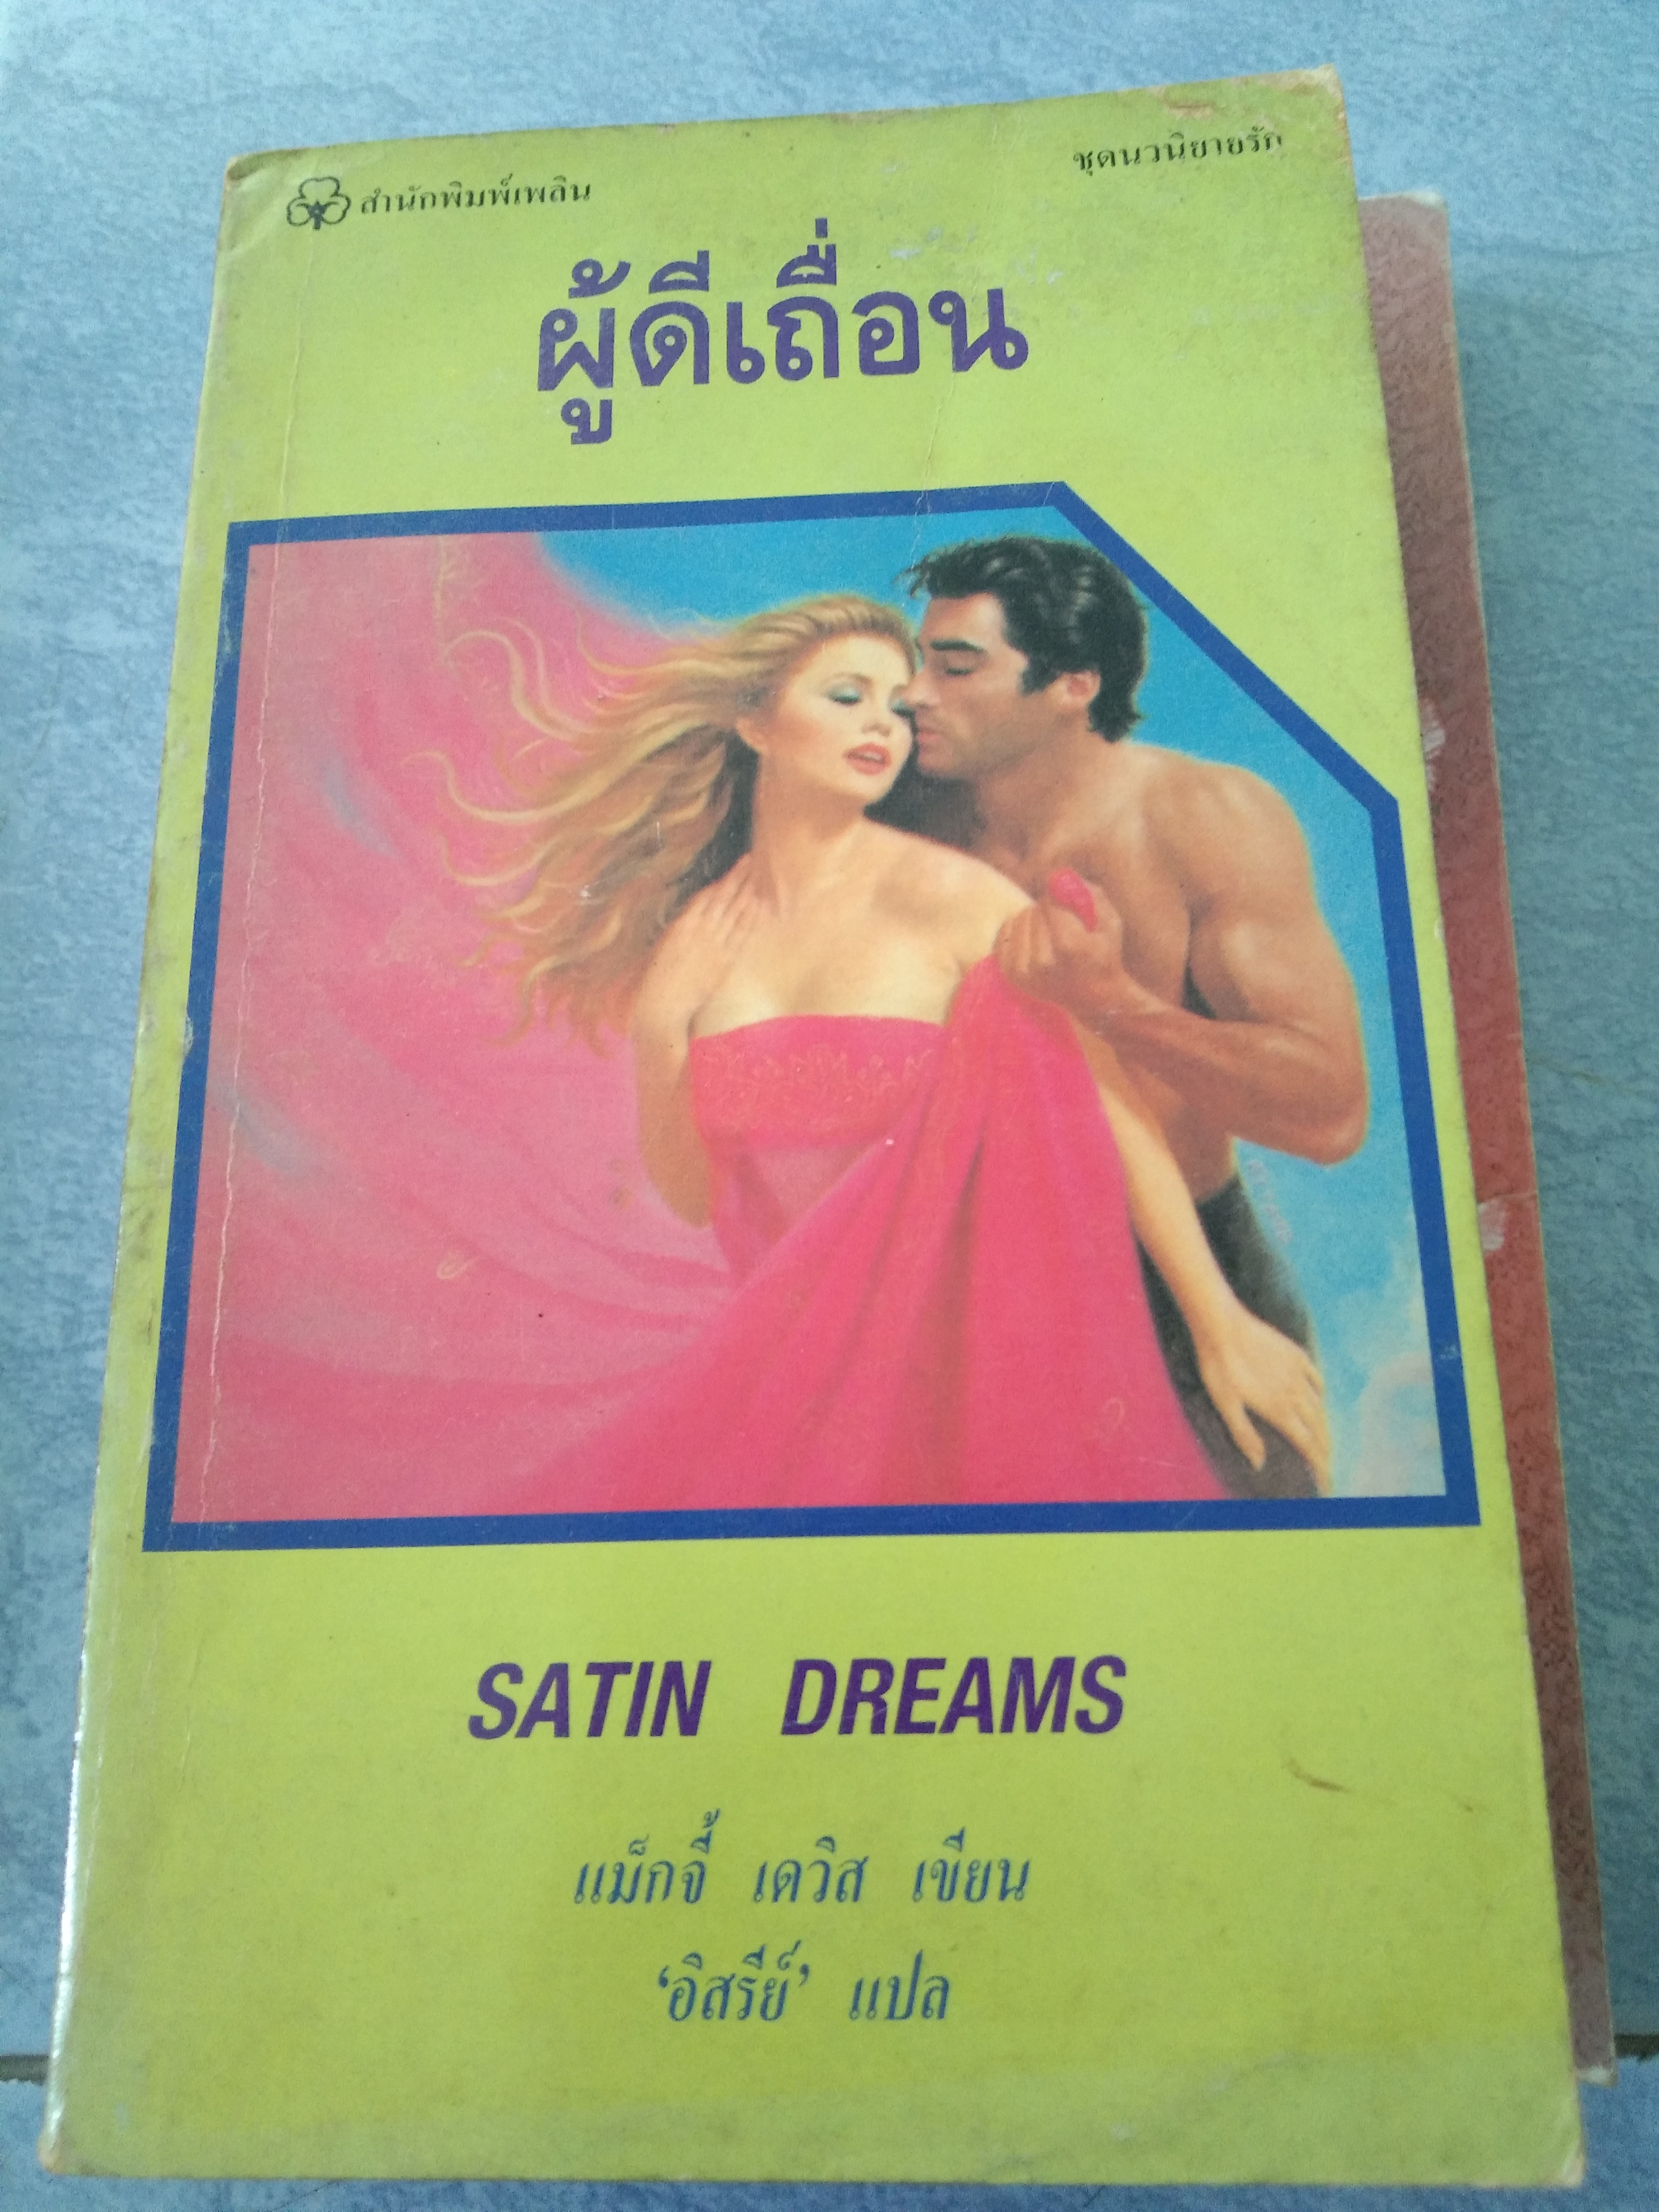 สำนักพิมพ์เพลิน
ชุดนวนิยายรัก
ผู้ดีเถื่อน
SATIN DREAMS
แม็กจี้ เดวิส เขียน
‘อิสรีย์’ แปล